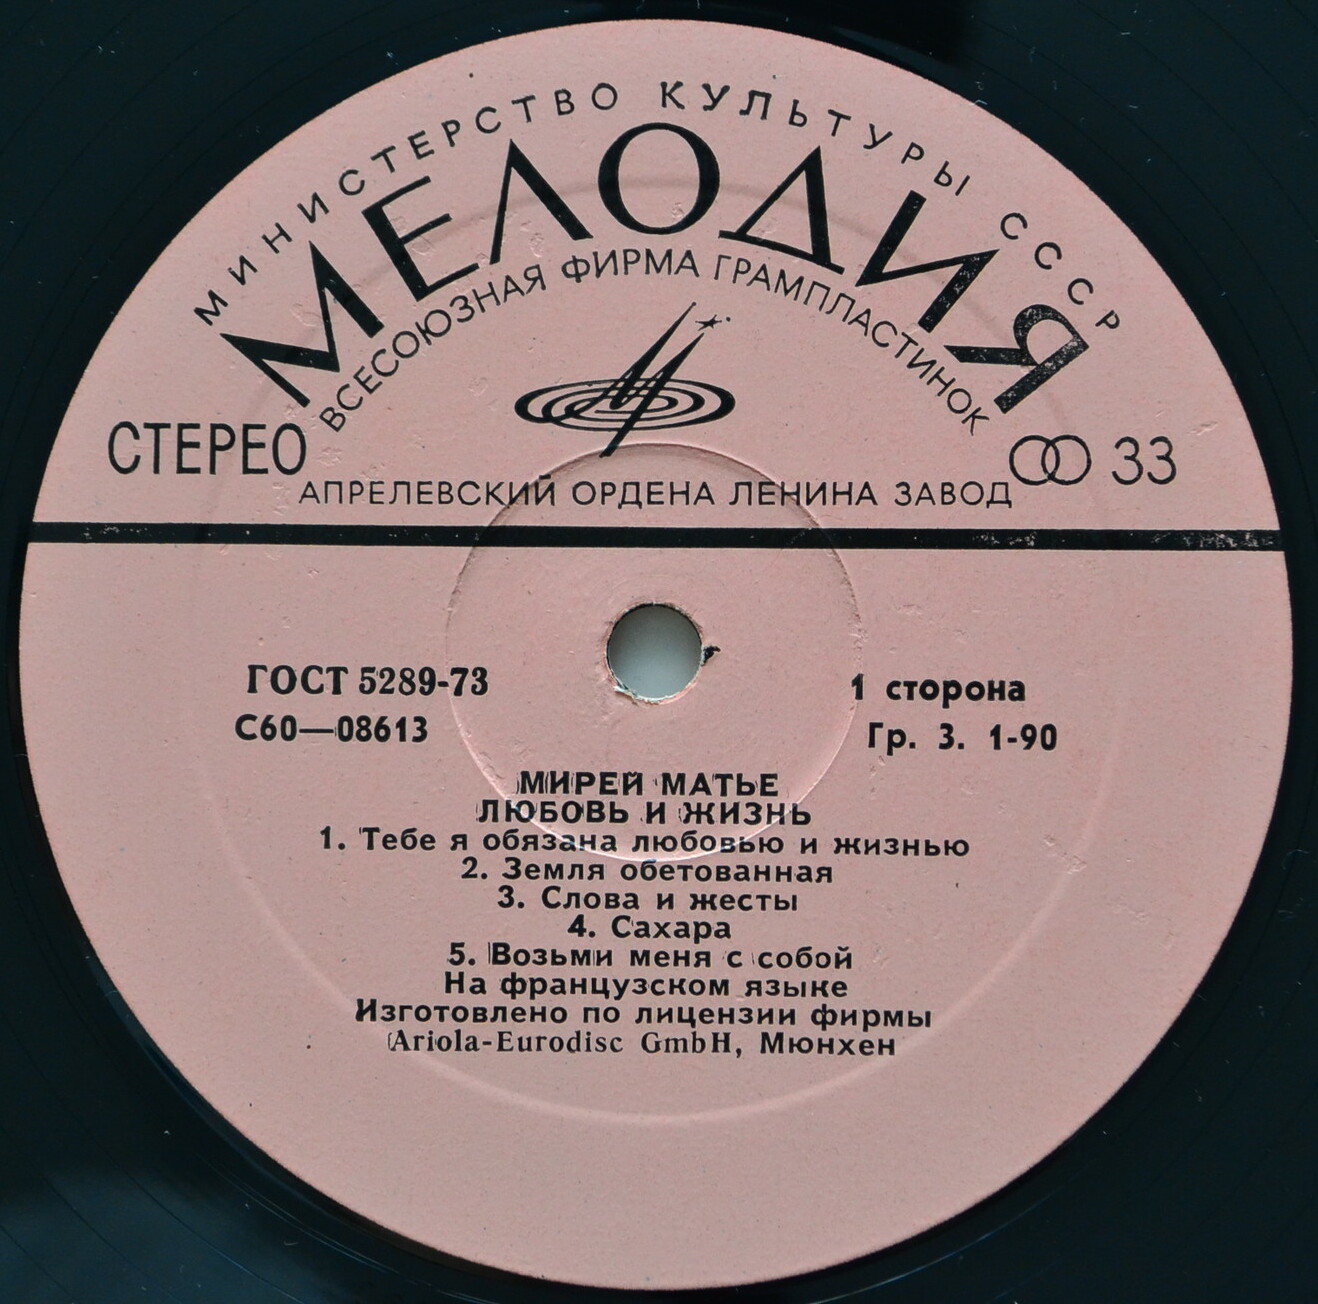 МИНИСТЕРСТВО КУЛЬТУРЫ СССР
МЕЛОДИЯ
ВСЕСОЮЗНАЯ ФИРМА ГРАМПЛАСТИНОК
СТЕРЕО
33
АПРЕЛЕВСКИЙ ОРДЕНА ЛЕНИНА ЗАВОД
ГОСТ 5289-73
1 сторона
С60—08613
Гр. 3. 1-90
МИРЕЙ МАТЬЕ
ЛЮБОВЬ И ЖИЗНЬ
1. Тебе я обязана любовью и жизнью
2. Земля обетованная
3. Слова и жесты
4. Сахара
5. Возьми меня с собой
На французском языке
Изготовлено по лицензии фирмы
Ariola-Eurodisc GmbH, Мюнхен